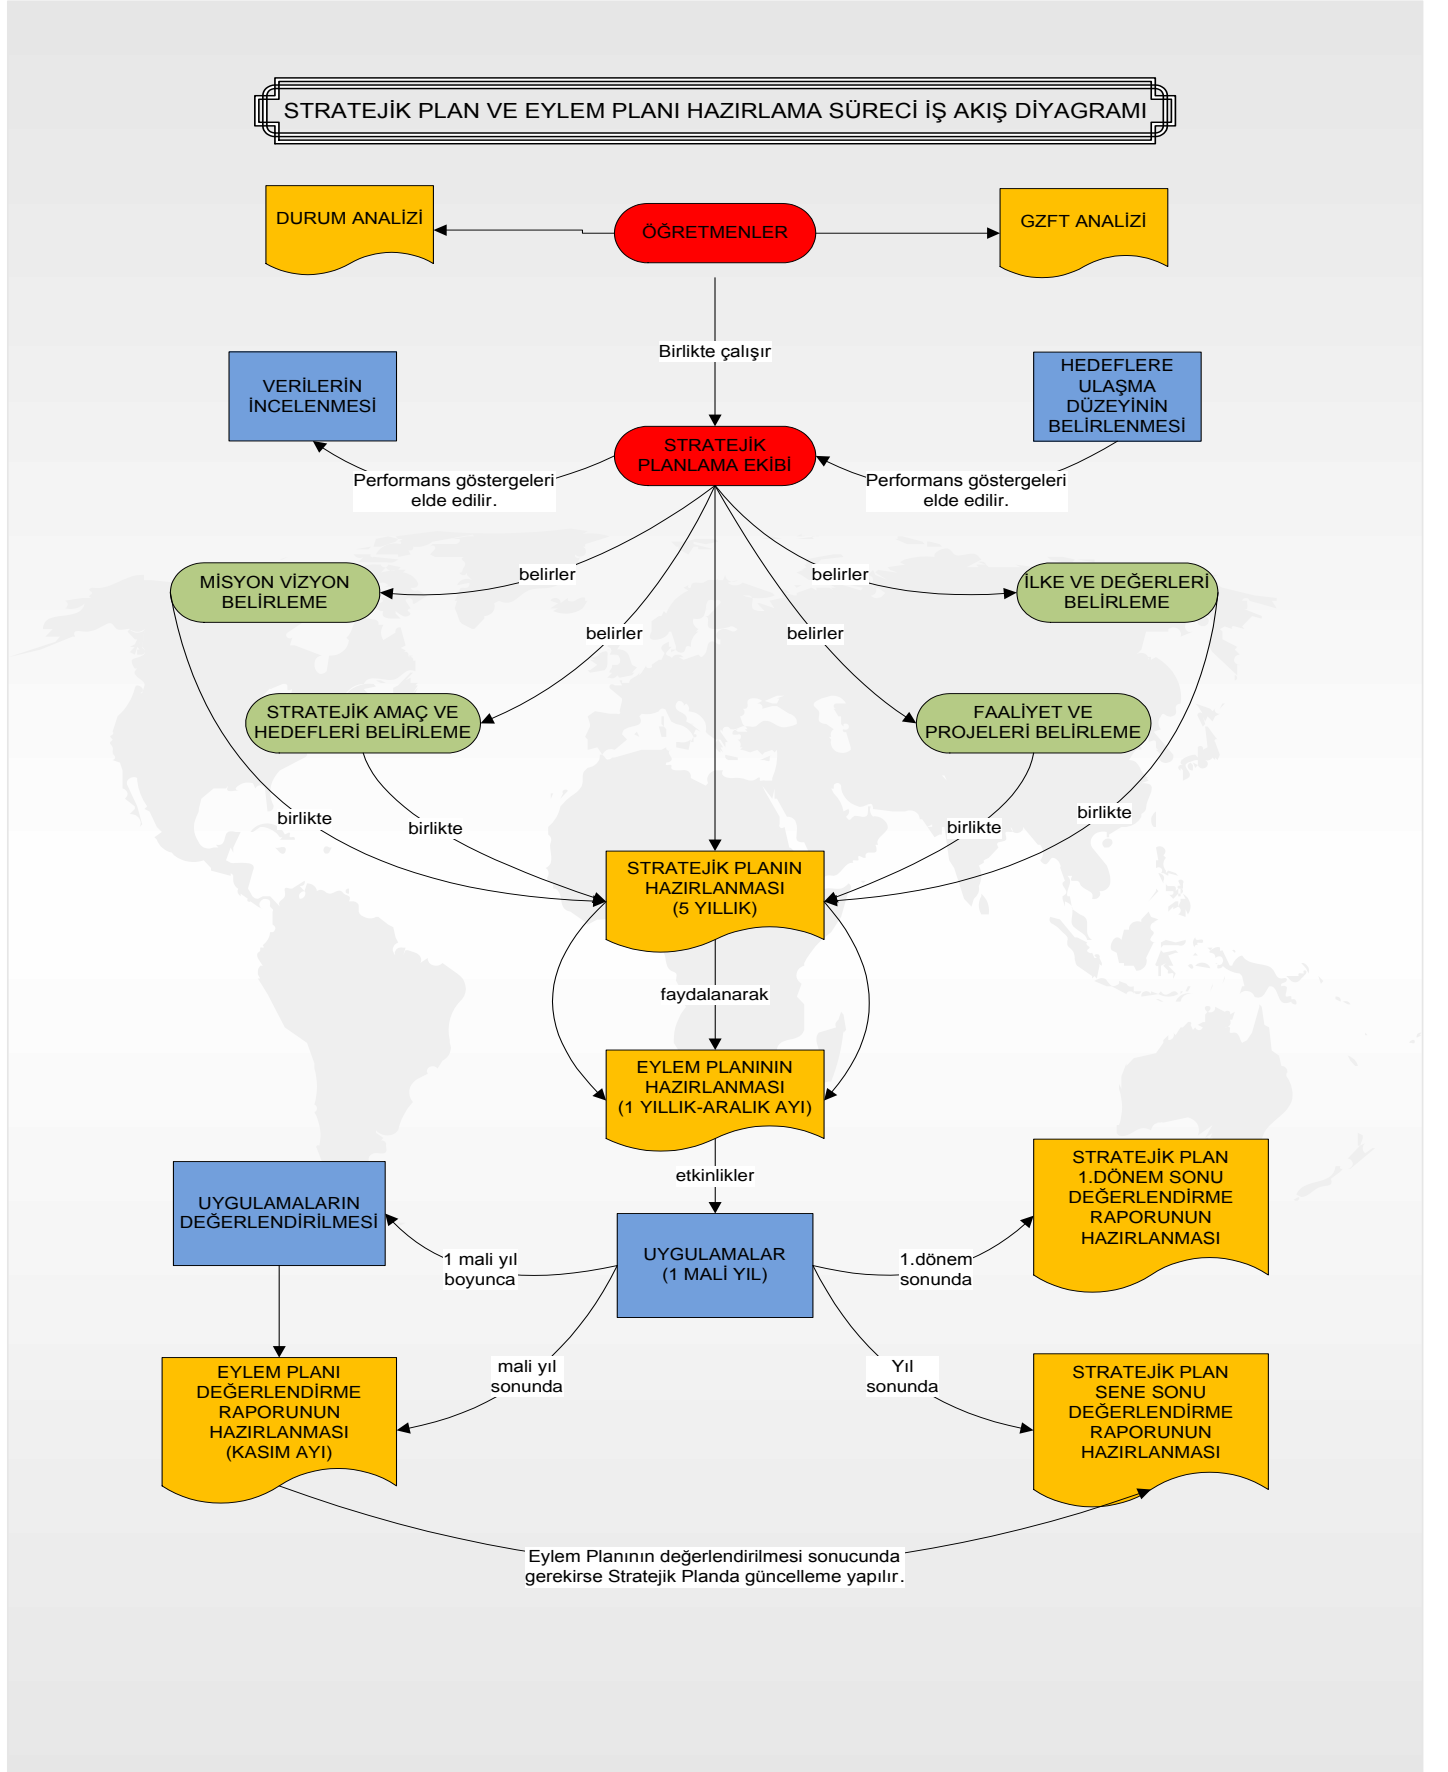 STRATEJİK PLAN VE EYLEM PLANI HAZIRLAMA SÜRECİ İŞ AKIŞ DİYAGRAMI
DURUM ANALİZİ
ÖĞRETMENLER
GZFT ANALİZİ
Birlikte çalışır
VERİLERİN
İNCELENMESİ
HEDEFLERE
ULAŞMA
DÜZEYİNİN
BELİRLENMESİ
STRATEJİK
PLANLAMA EKİBİ
Performans göstergeleri
elde edilir.
Performans göstergeleri
elde edilir.
belirler
belirler
MİSYON VİZYON
BELİRLEME
İLKE VE DEĞERLERİ
BELİRLEME
belirler
belirler
STRATEJİK AMAÇ VE
HEDEFLERİ BELİRLEME
FAALİYET VE
PROJELERİ BELİRLEME
birlikte
birlikte
birlikte
birlikte
STRATEJİK PLANIN
HAZIRLANMASI
(5 YILLIK)
faydalanarak
EYLEM PLANININ
HAZIRLANMASI
(1 YILLIK-ARALIK AYI)
etkinlikler
UYGULAMALARIN
DEĞERLENDİRİLMESİ
STRATEJİK PLAN
1.DÖNEM SONU
DEĞERLENDİRME
RAPORUNUN
HAZIRLANMASI
1 mali yıl
boyunca
UYGULAMALAR
(1 MALİ YIL)
1.dönem
sonunda
mali yıl
sonunda
Yıl
sonunda
EYLEM PLANI
DEĞERLENDİRME
RAPORUNUN
HAZIRLANMASI
(KASIM AYI)
STRATEJİK PLAN
SENE SONU
DEĞERLENDİRME
RAPORUNUN
HAZIRLANMASI
Eylem Planının değerlendirilmesi sonucunda
gerekirse Stratejik Planda güncelleme yapılır.